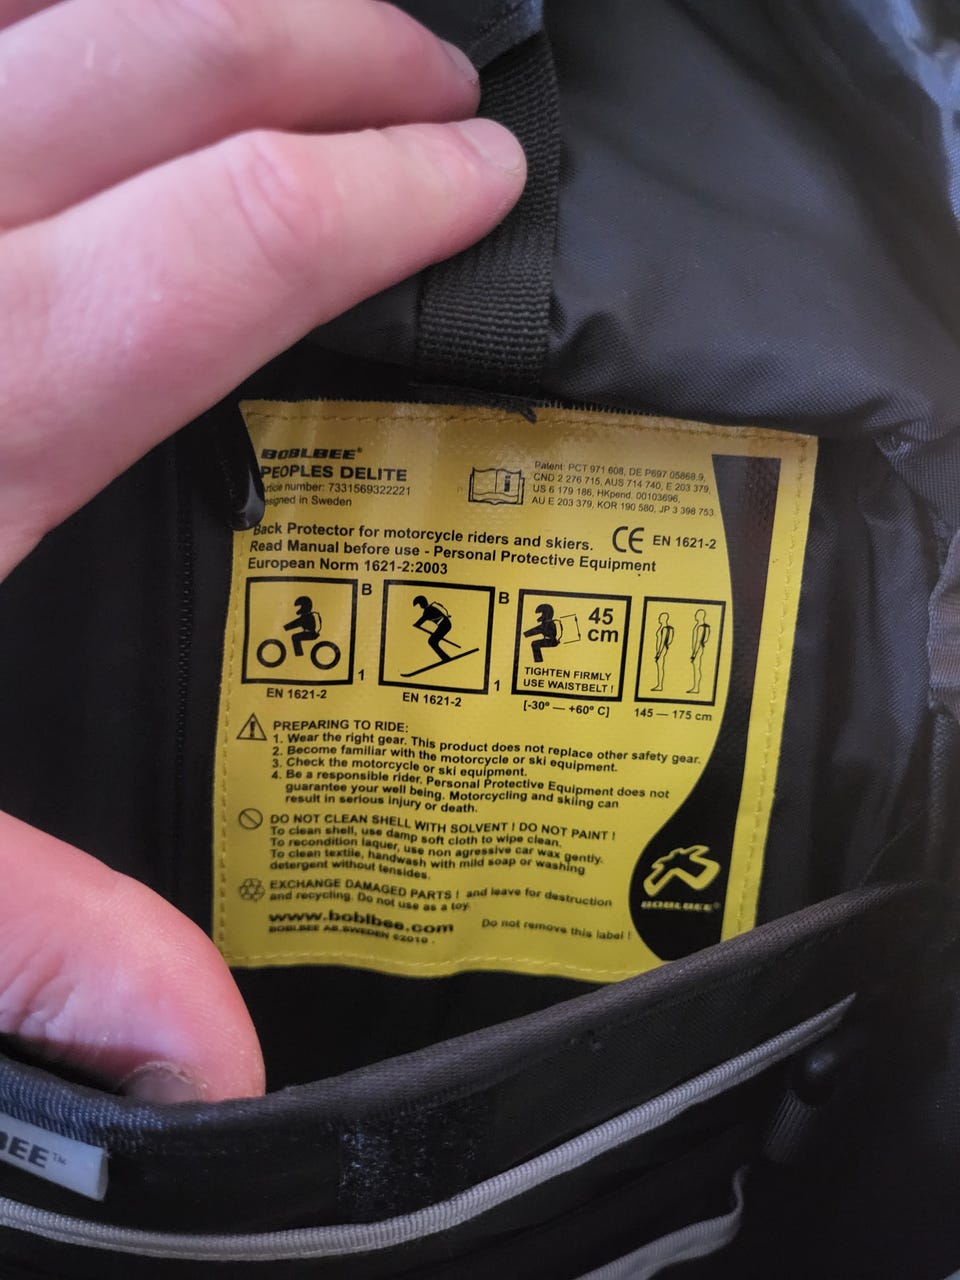 BOBLBEE®
PEOPLES DELITE
number: 7331569322221
in Sweden
Patent: PCT 971 608, DE P697.05868.9,
CND 2 276 715, AUS 714 740, E 203 379,
US 6 179 186, HKpend. 00103696,
AU E 203 379, KOR 190 580, JP 3 398 753
Back Protector for motorcycle riders and skiers.
CE EN 1621-2
Read Manual before use - Personal Protective Equipment
European Norm 1621-2:2003
B
1
EN 1621-2
B
1
EN 1621-2
45
cm
TIGHTEN FIRMLY
USE WAISTBELT !
[-30° — +60° C]
145 — 175 cm
PREPARING TO RIDE:
1. Wear the right gear. This product does not replace other safety gear.
2. Become familiar with the motorcycle or ski equipment.
3. Check the motorcycle or ski equipment.
4. Be a responsible rider. Personal Protective Equipment does not
guarantee your well being. Motorcycling and skiing can
result in serious injury or death.
DO NOT CLEAN SHELL WITH SOLVENT ! DO NOT PAINT !
To clean shell, use damp soft cloth to wipe clean.
To recondition laquer, use non agressive car wax gently.
To clean textile, handwash with mild soap or washing
detergent without tensides.
EXCHANGE DAMAGED PARTS ! and leave for destruction
and recycling. Do not use as a toy.
www.boblbee.com
BOBLBEE AB.SWEDEN ©2010 .
Do not remove this label !
BOBLBEE®
BEE™